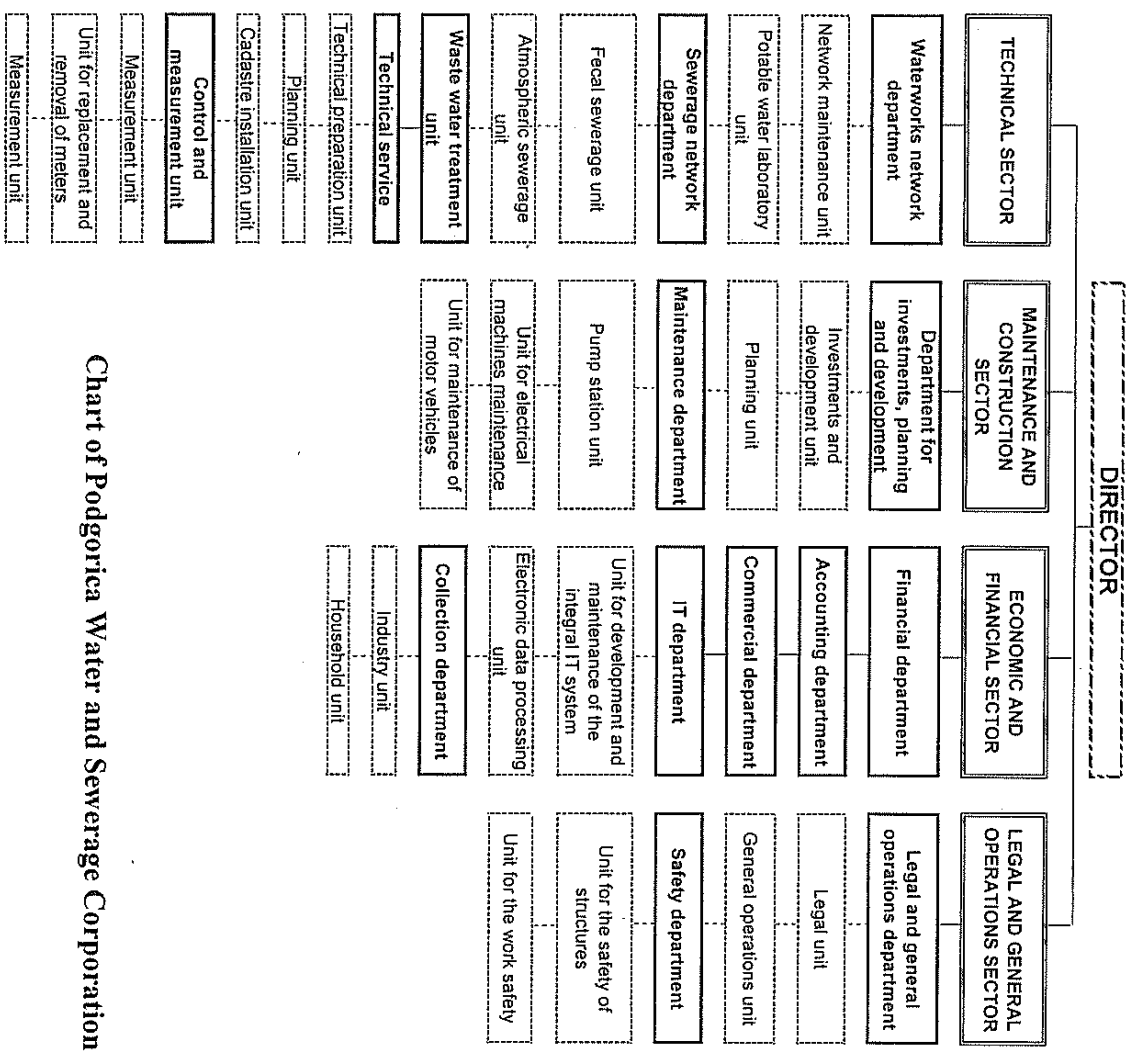 DIRECTOR
TECHNICAL SECTOR
Waterworks network
department
Network maintenance unit
Potable water laboratory
unit
Sewerage network
department
Fecal sewerage unit
Atmospheric sewerage
unit
Waste water treatment
unit
Technical service
Technical preparation unit
Planning unit
Cadastre installation unit
Control and
measurement unit
Measurement unit
Unit for replacement and
removal of meters
Measurement unit
MAINTENANCE AND
CONSTRUCTION
SECTOR
Department for
investments, planning
and development
Investments and
development unit
Planning unit
Maintenance department
Pump station unit
Unit for electrical
machines maintenance
Unit for maintenance of
motor vehicles
ECONOMIC AND
FINANCIAL SECTOR
Financial department
Accounting department
Commercial department
IT department
Unit for development and
maintenance of the
integral IT system
Electronic data processing
unit
Collection department
Industry unit
Household unit
LEGAL AND GENERAL
OPERATIONS SECTOR
Legal and general
operations department
Legal unit
General operations unit
Safety department
Unit for the safety of
structures
Unit for the work safety
Chart of Podgorica Water and Sewerage Corporation